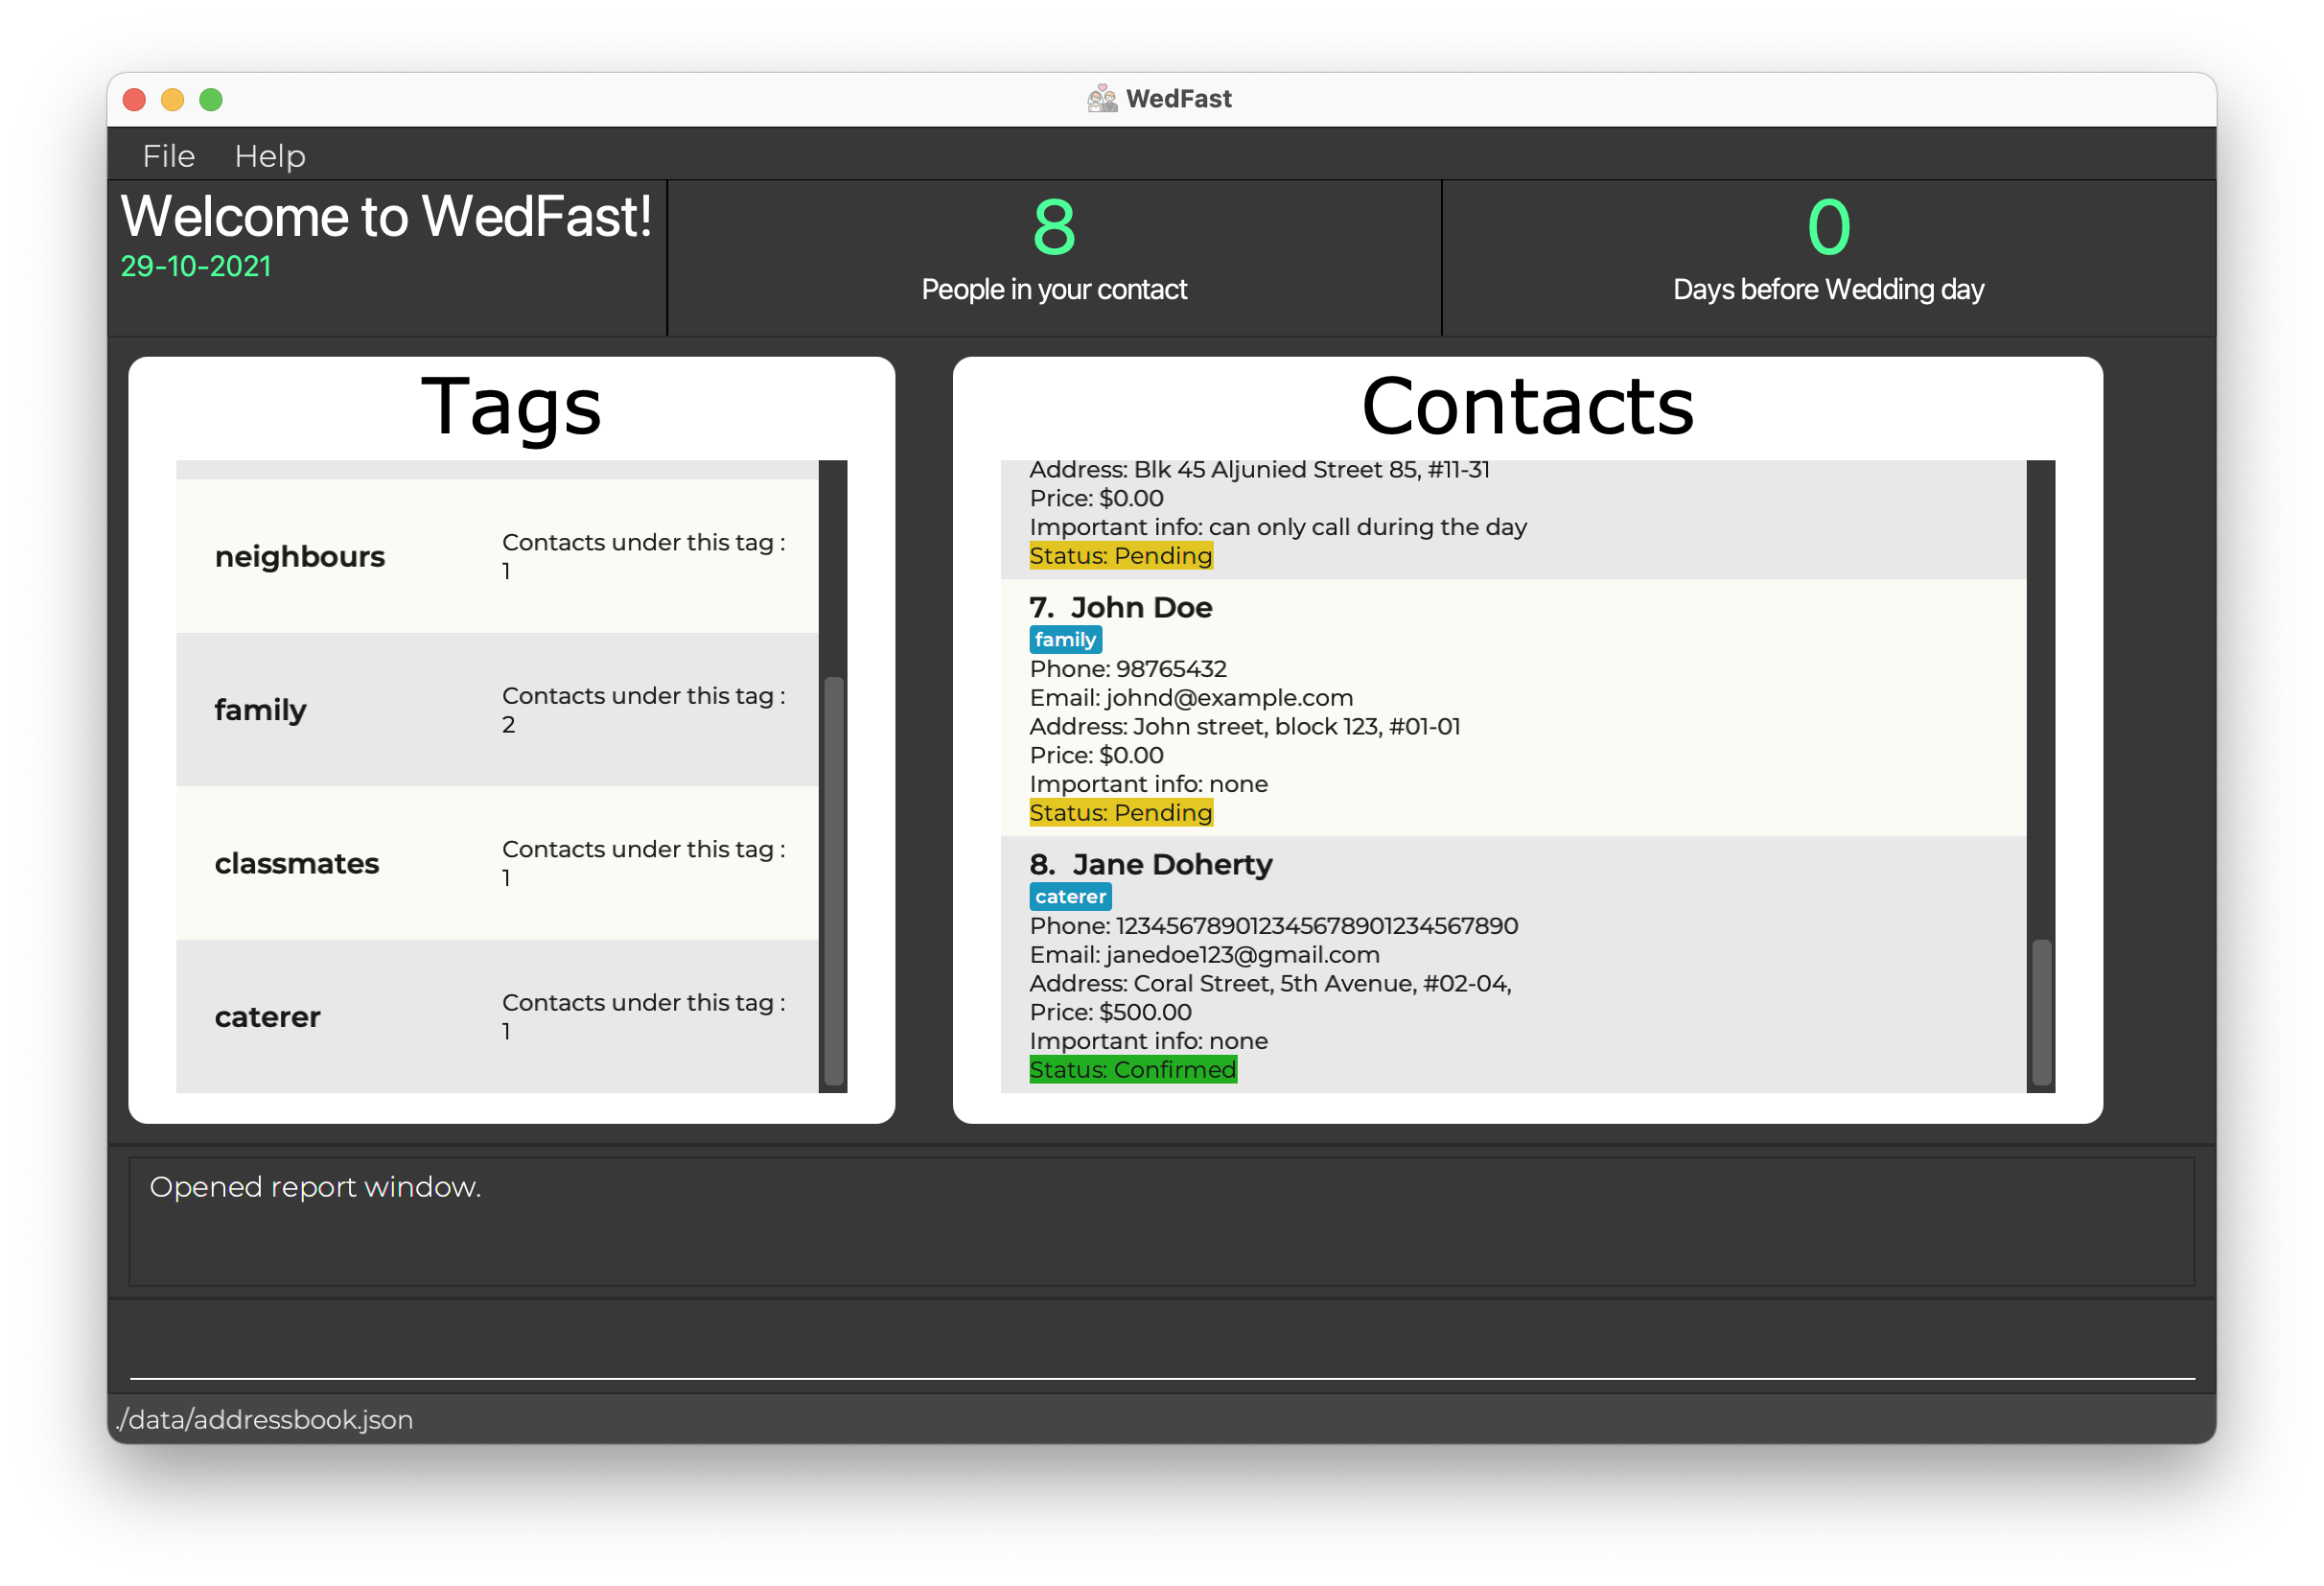 WedFast
File Help
Welcome to WedFast!
29-10-2021
8
People in your contact
0
Days before Wedding day
Tags
neighbours
Contacts under this tag :
1
family
Contacts under this tag :
2
classmates
Contacts under this tag :
1
caterer
Contacts under this tag :
1
Contacts
Address: Blk 45 Aljunied Street 85, #11-31
Price: $0.00
Important info: can only call during the day
Status: Pending
7. John Doe
family
Phone: 98765432
Email: johnd@example.com
Address: John street, block 123, #01-01
Price: $0.00
Important info: none
Status: Pending
8. Jane Doherty
caterer
Phone: 123456789012345678901234567890
Email: janedoe123@gmail.com
Address: Coral Street, 5th Avenue, #02-04,
Price: $500.00
Important info: none
Status: Confirmed
Opened report window.
./data/addressbook.json